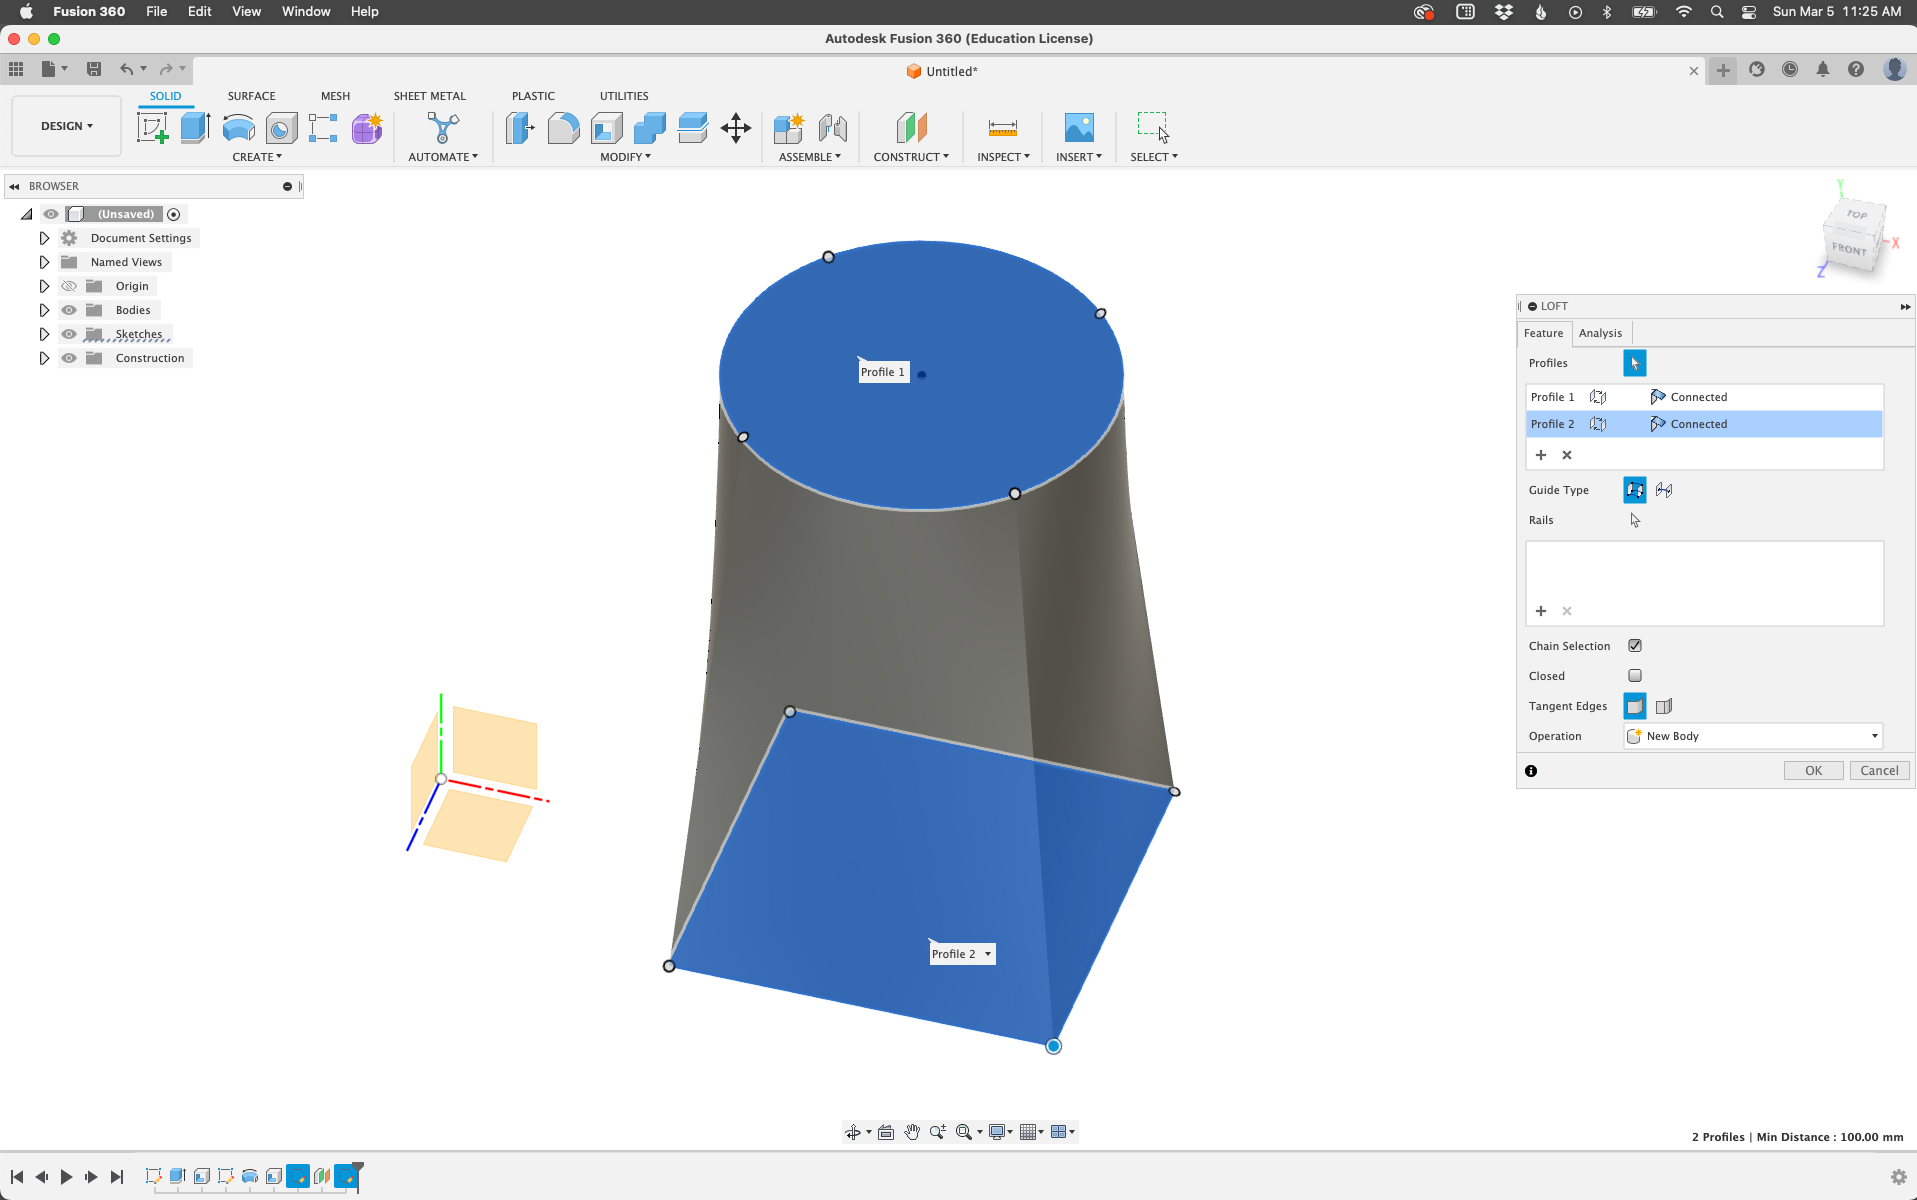 Fusion 360 File Edit View Window Help
Sun Mar 5 11:25 AM
Autodesk Fusion 360 (Education License)
Untitled*
SOLID SURFACE MESH SHEET METAL PLASTIC UTILITIES
DESIGN
CREATE AUTOMATE MODIFY ASSEMBLE CONSTRUCT INSPECT INSERT SELECT
BROWSER
(Unsaved)
Document Settings
Named Views
Origin
Bodies
Sketches
Construction
Y
TOP
FRONT
X
Z
Profile 1
Profile 2
LOFT
Feature Analysis
Profiles
Profile 1 Connected
Profile 2 Connected
Guide Type
Rails
Chain Selection
Closed
Tangent Edges
Operation New Body
OK Cancel
2 Profiles | Min Distance : 100.00 mm